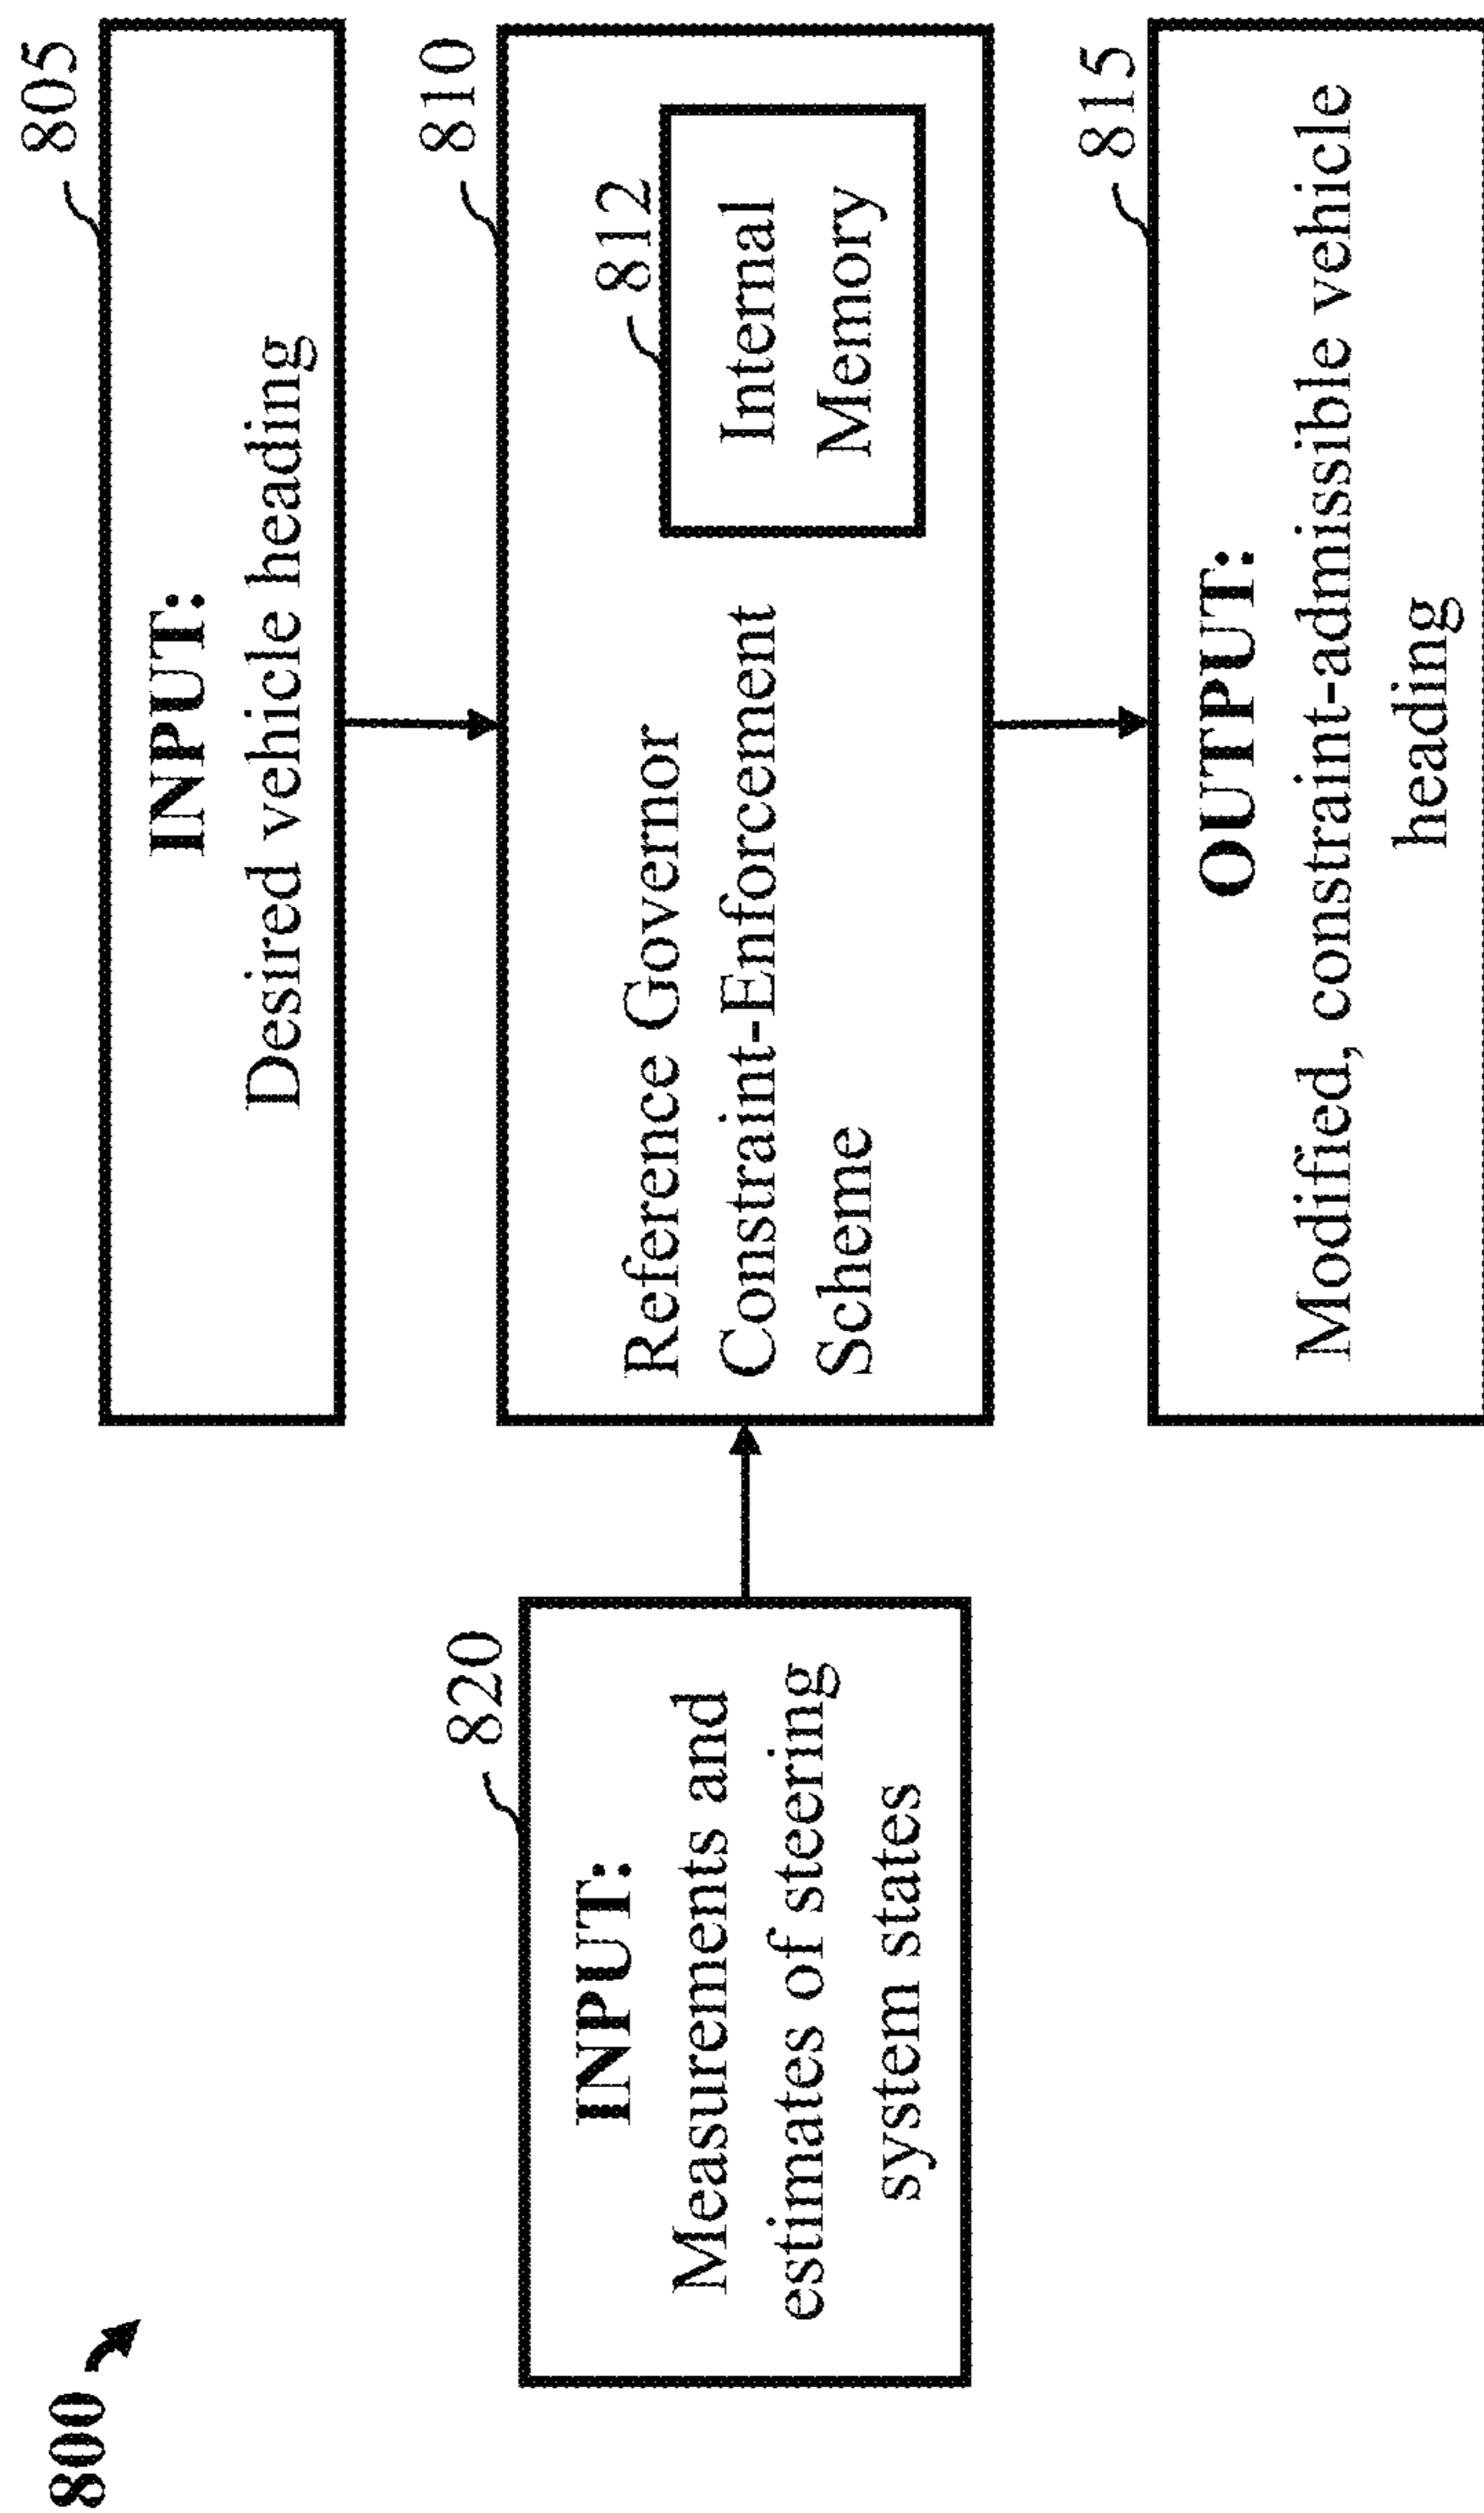 800
805
INPUT:
Desired vehicle heading
820
INPUT:
Measurements and
estimates of steering
system states
810
Reference Governor
Constraint-Enforcement
Scheme
812
Internal
Memory
815
OUTPUT:
Modified, constraint-admissible vehicle
heading